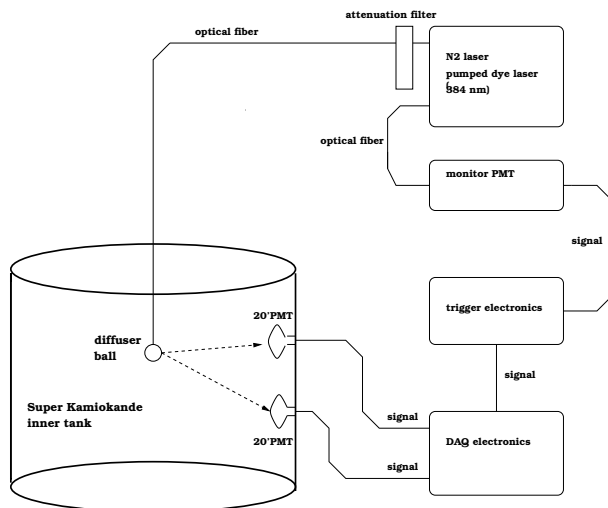 attenuation filter
optical fiber
N2 laser
pumped dye laser
(
384 nm)
optical fiber
monitor PMT
signal
20'PMT
trigger electronics
diffuser
ball
signal
Super Kamiokande
inner tank
signal
20'PMT
DAQ electronics
signal